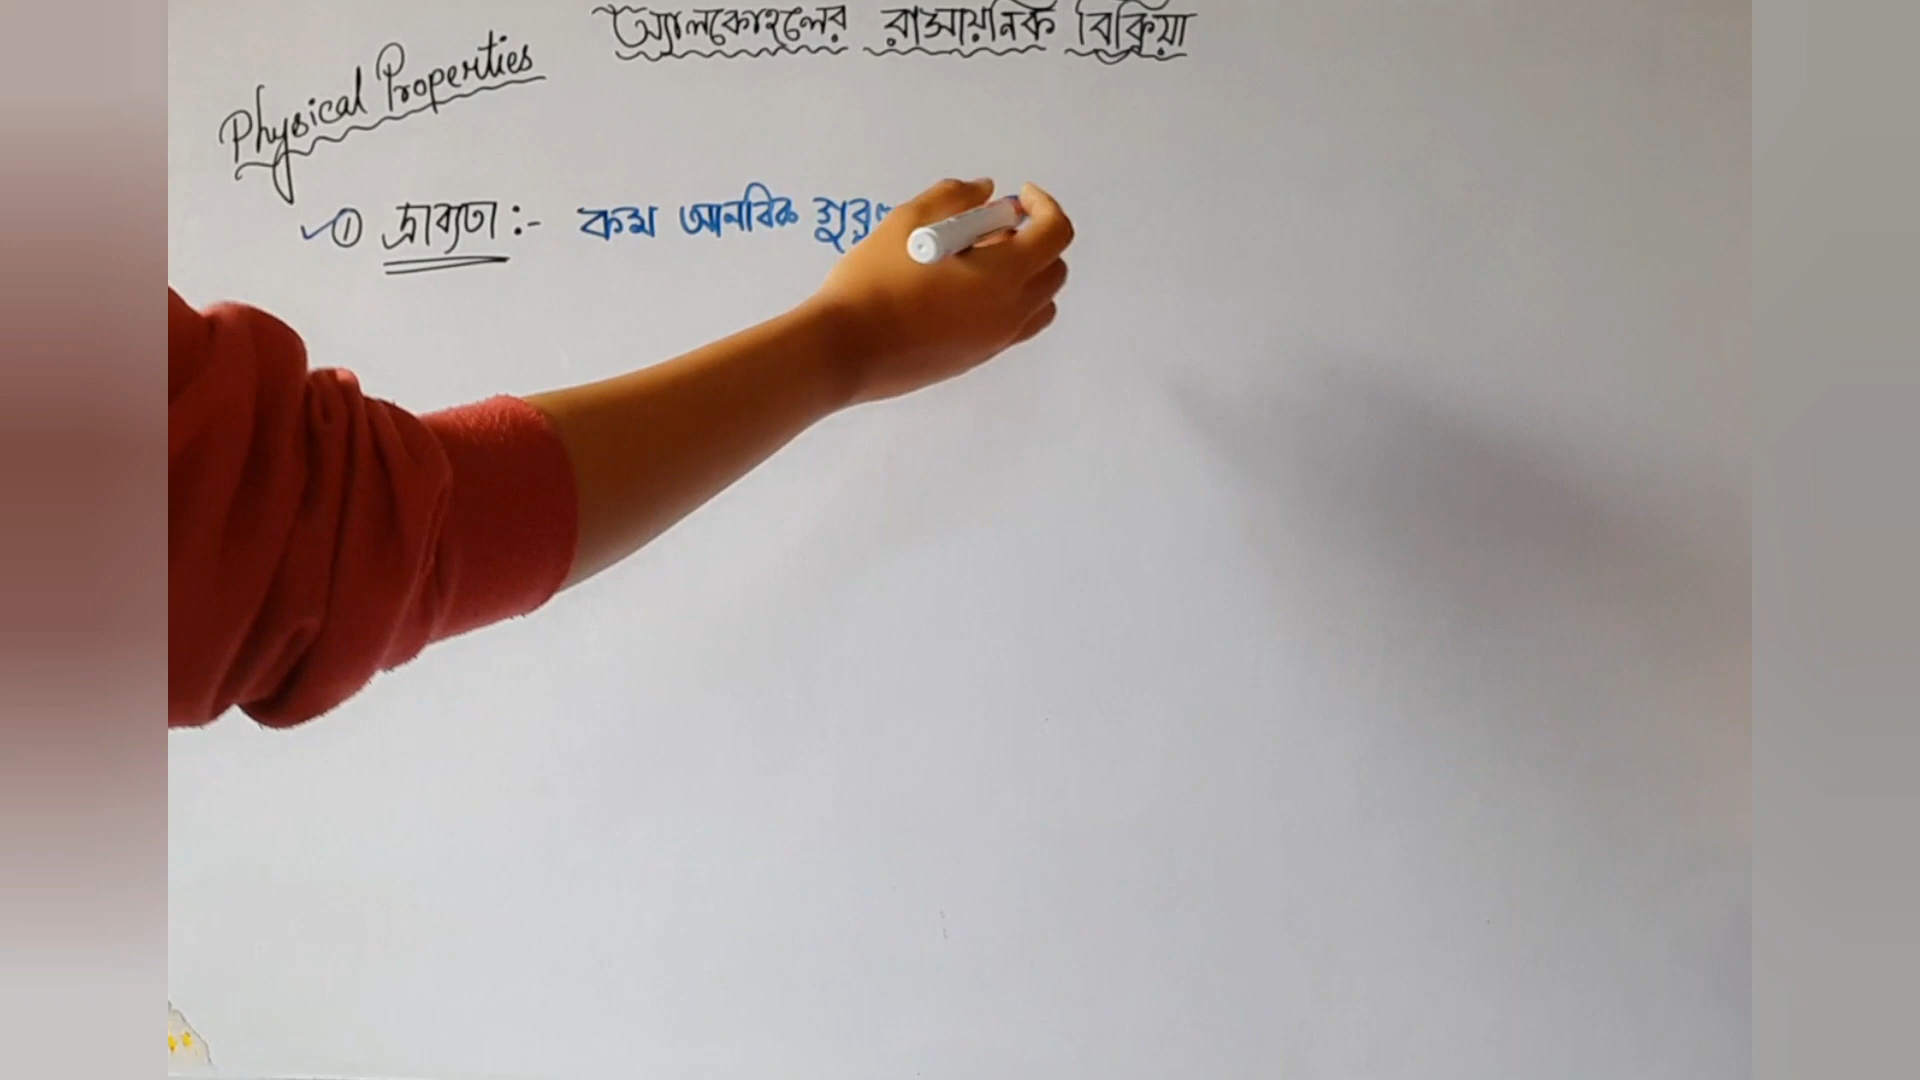 অ্যালকোহলের রাসায়নিক বিক্রিয়া
Physical Properties
① দ্রাব্যতা :- কম আনবিক